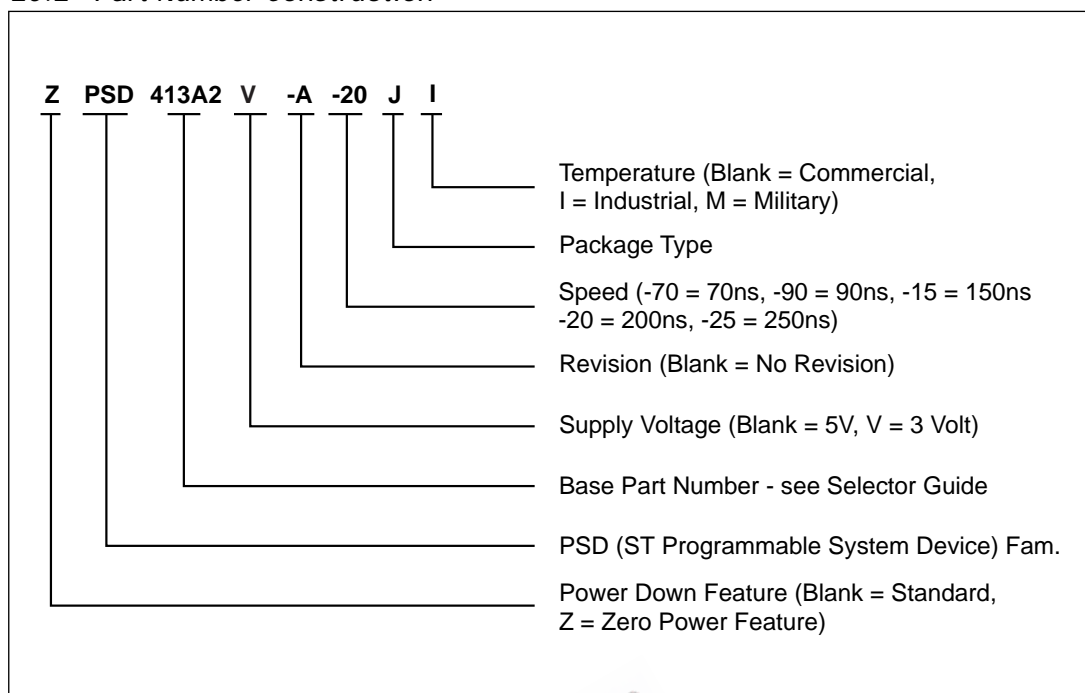 Z PSD 413A2 V -A -20 J I
Temperature (Blank = Commercial,
I = Industrial, M = Military)
Package Type
Speed (-70 = 70ns, -90 = 90ns, -15 = 150ns
-20 = 200ns, -25 = 250ns)
Revision (Blank = No Revision)
Supply Voltage (Blank = 5V, V = 3 Volt)
Base Part Number - see Selector Guide
PSD (ST Programmable System Device) Fam.
Power Down Feature (Blank = Standard,
Z = Zero Power Feature)